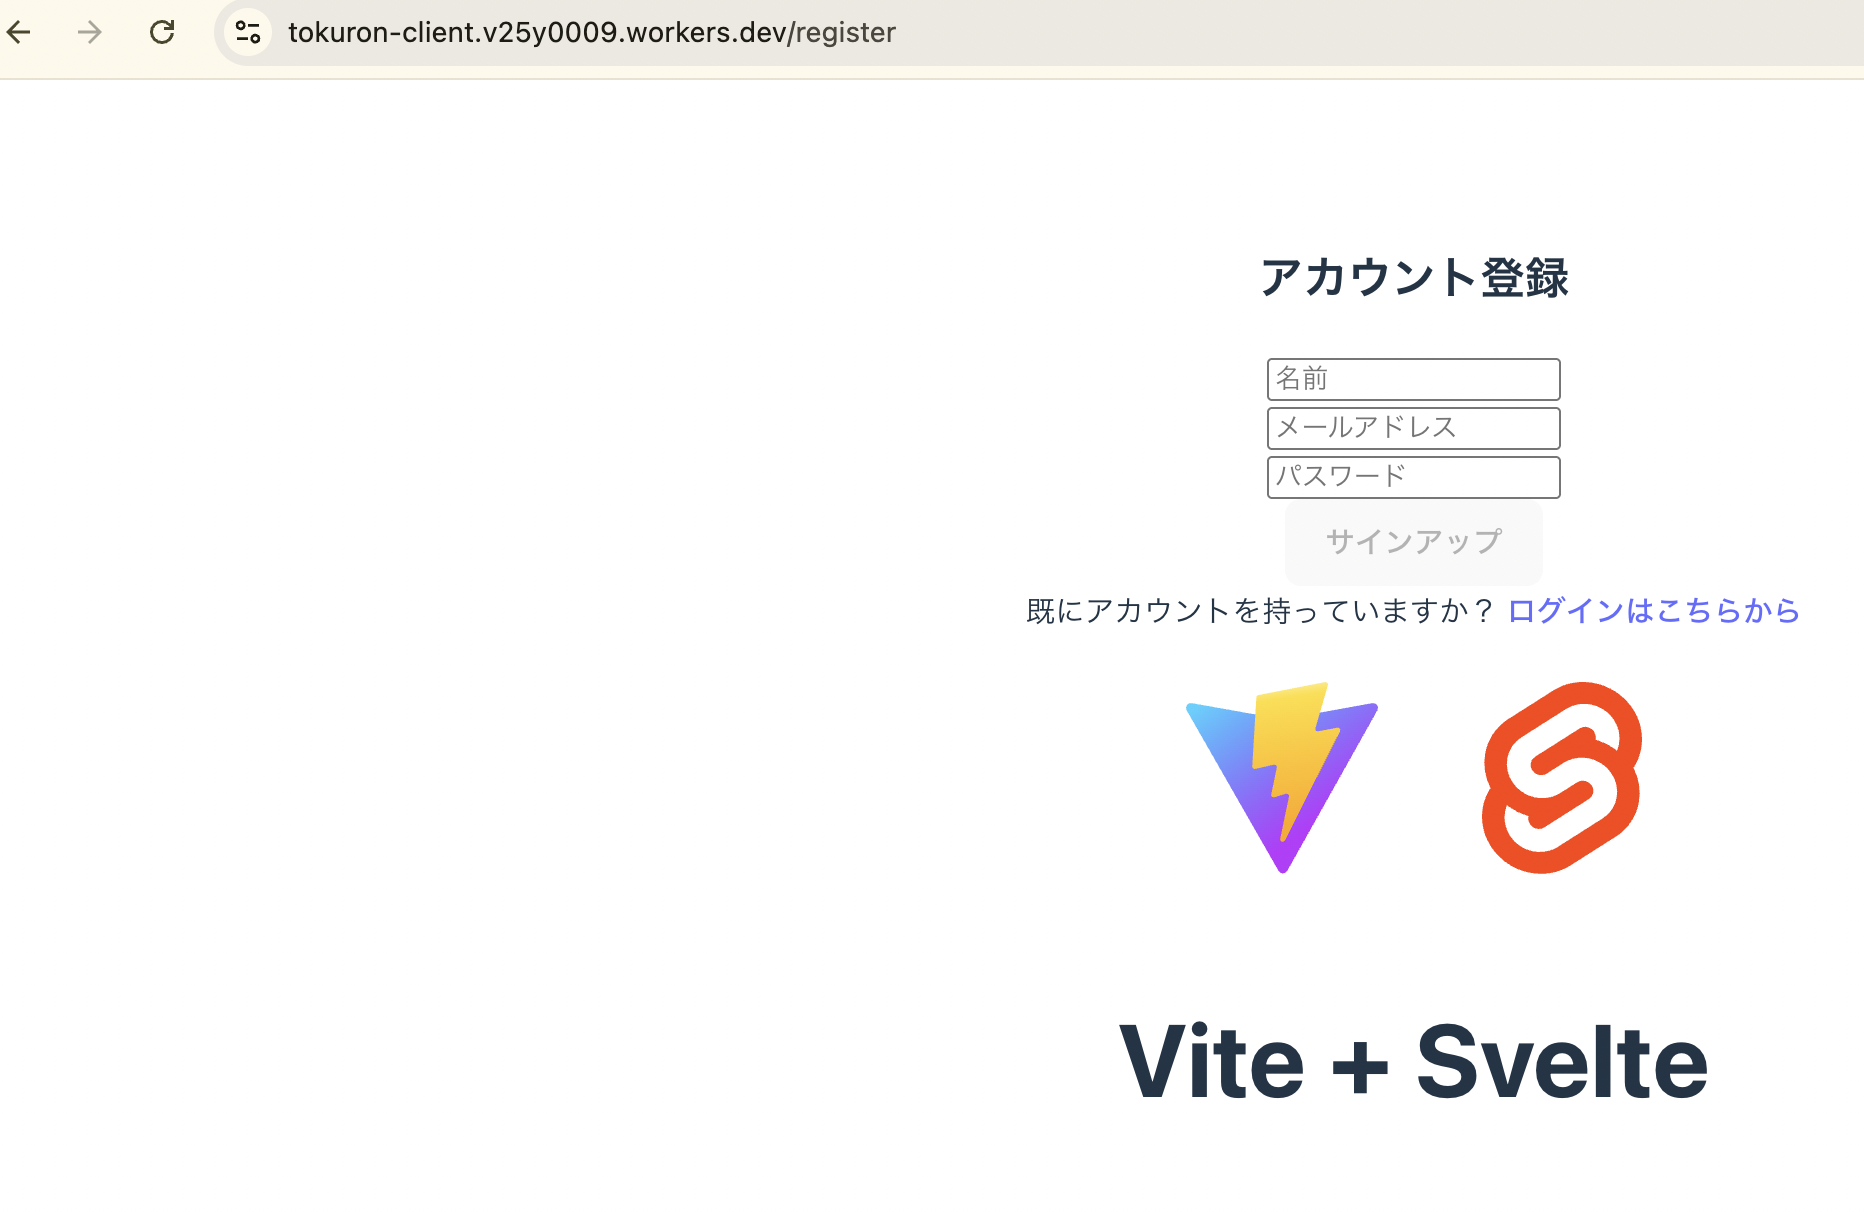 tokuron-client.v25y0009.workers.dev/register
アカウント登録
名前
メールアドレス
パスワード
サインアップ
既にアカウントを持っていますか？ ログインはこちらから
Vite + Svelte